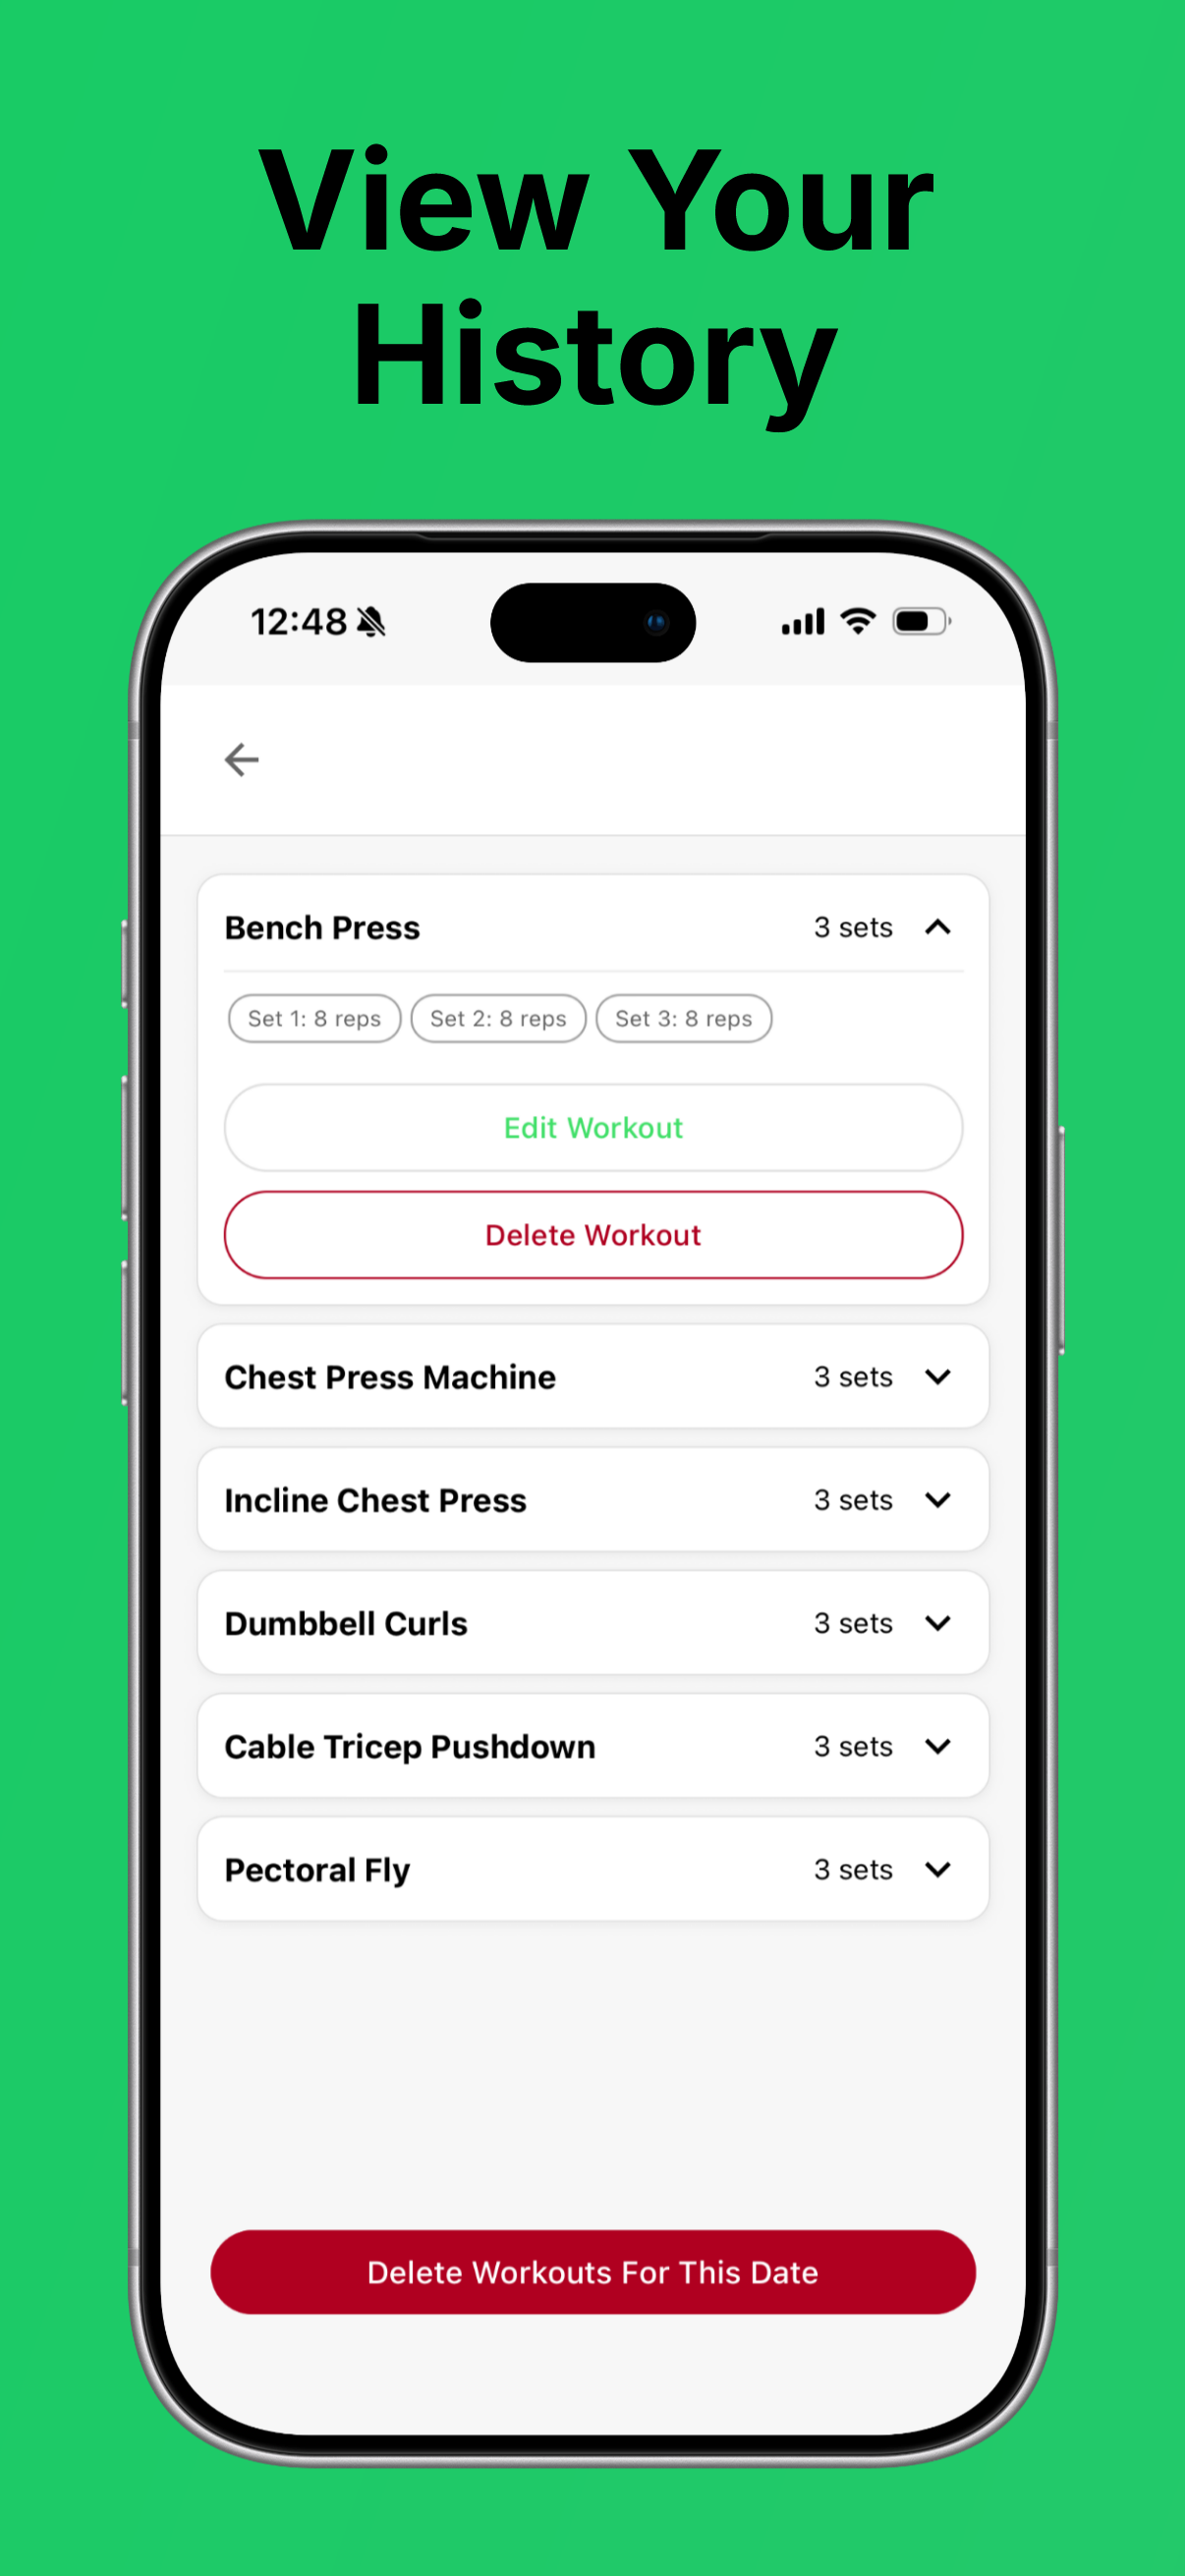 View Your
History
12:48
Bench Press 3 sets
Set 1: 8 reps Set 2: 8 reps Set 3: 8 reps
Edit Workout
Delete Workout
Chest Press Machine 3 sets
Incline Chest Press 3 sets
Dumbbell Curls 3 sets
Cable Tricep Pushdown 3 sets
Pectoral Fly 3 sets
Delete Workouts For This Date